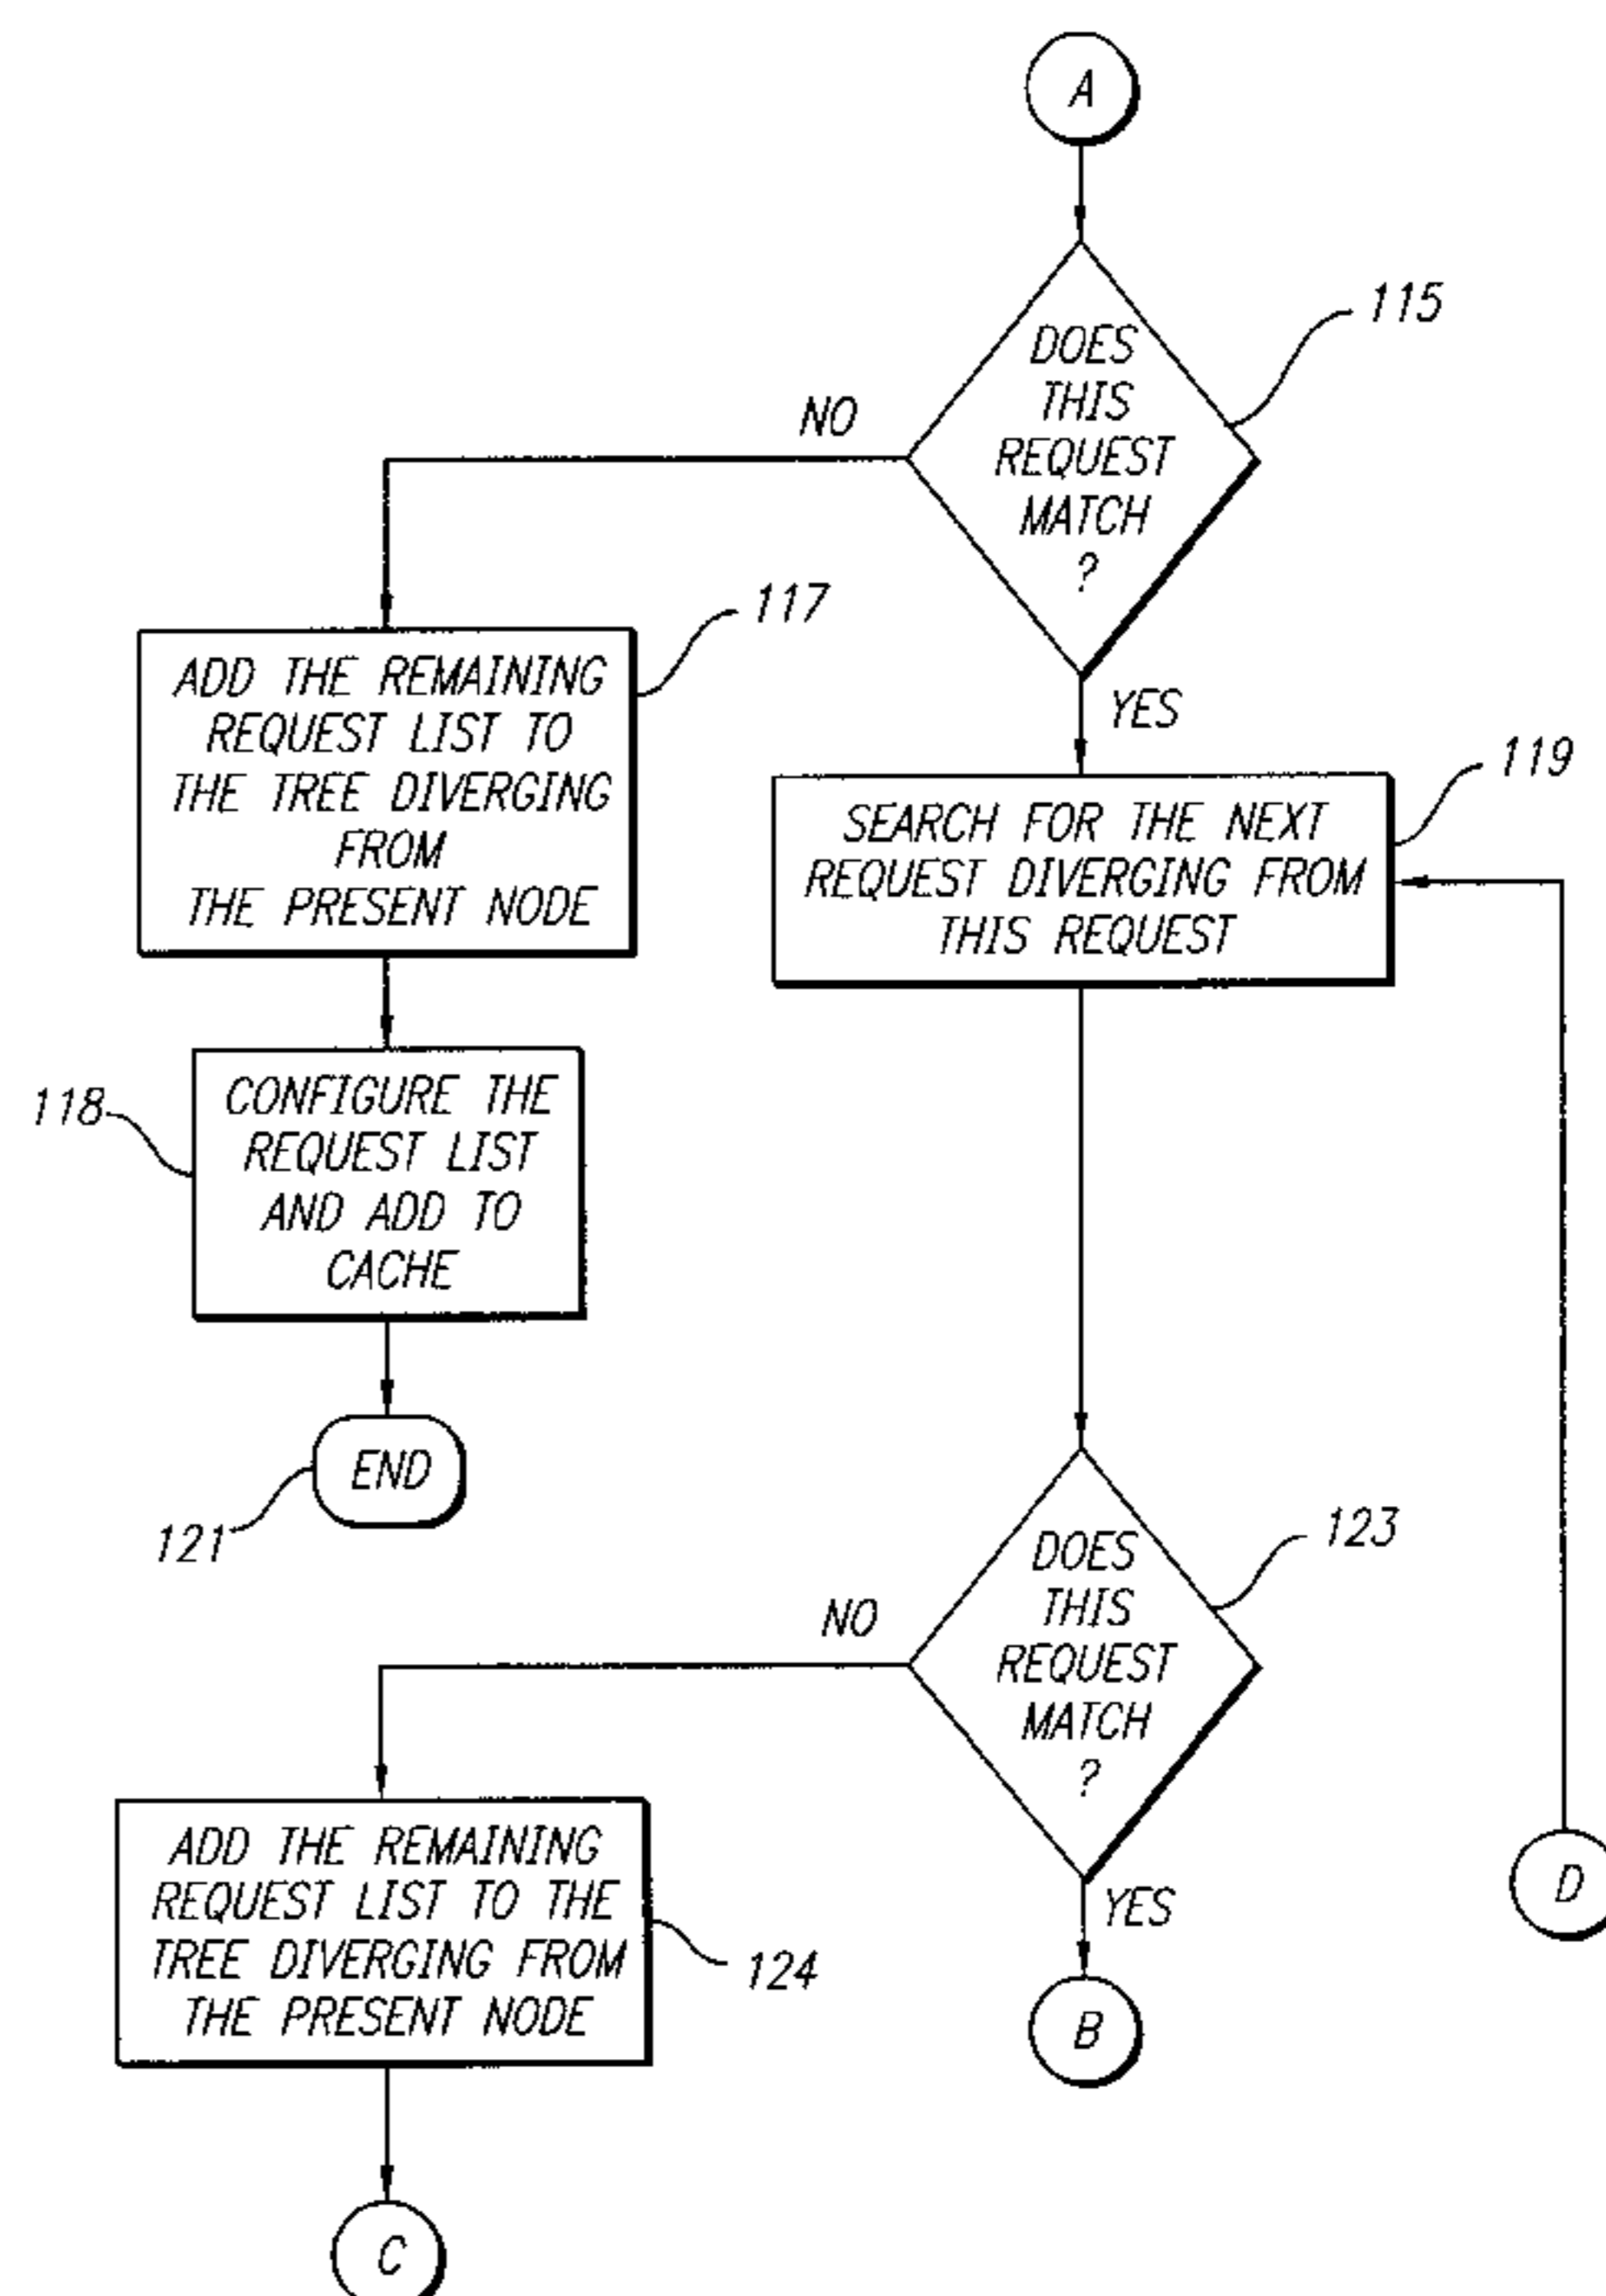 A
DOES
THIS
REQUEST
MATCH
?
115
NO
YES
ADD THE REMAINING
REQUEST LIST TO
THE TREE DIVERGING
FROM
THE PRESENT NODE
117
SEARCH FOR THE NEXT
REQUEST DIVERGING FROM
THIS REQUEST
119
CONFIGURE THE
REQUEST LIST
AND ADD TO
CACHE
118
END
121
DOES
THIS
REQUEST
MATCH
?
123
NO
YES
ADD THE REMAINING
REQUEST LIST TO THE
TREE DIVERGING FROM
THE PRESENT NODE
124
D
B
C